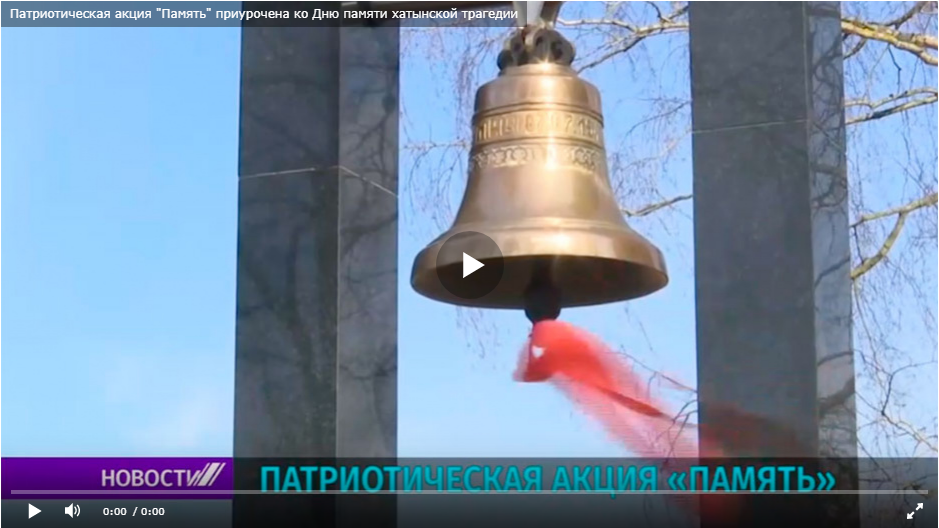 Патриотическая акция "Память" приурочена ко Дню памяти хатынской трагедии
НОВОСТИ
ПАТРИОТИЧЕСКАЯ АКЦИЯ «ПАМЯТЬ»
0:00 / 0:00